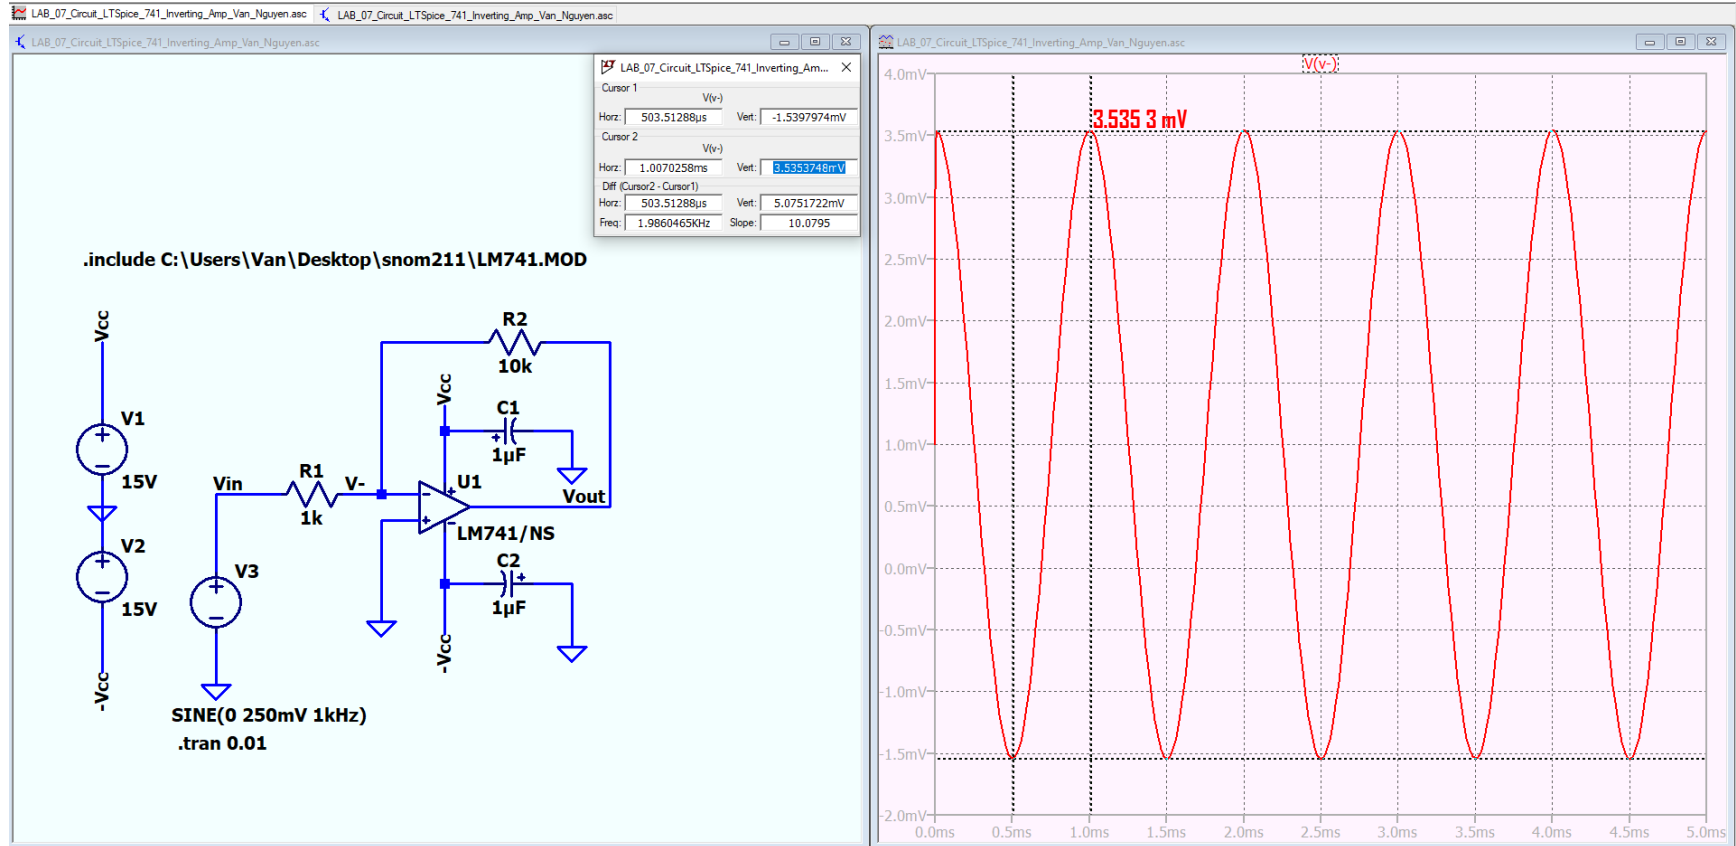 LAB_07_Circuit_LTSpice_741_Inverting_Amp_Van_Nguyen.asc
LAB_07_Circuit_LTSpice_741_Inverting_Amp_Van_Nguyen.asc
LAB_07_Circuit_LTSpice_741_Inverting_Amp_Van_Nguyen.asc
LAB_07_Circuit_LTSpice_741_Inverting_Am...
Cursor 1
V(v-)
Horz: 503.51288µs Vert: -1.5397974mV
Cursor 2
V(v-)
Horz: 1.0070258ms Vert: 3.5353748mV
Diff (Cursor2 - Cursor1)
Horz: 503.51288µs Vert: 5.0751722mV
Freq: 1.9860465KHz Slope: 10.0795
.include C:\Users\Van\Desktop\snom211\LM741.MOD
Vcc
V1
15V
V2
15V
-Vcc
Vin
V3
SINE(0 250mV 1kHz)
.tran 0.01
R1
1k
V-
R2
10k
Vcc
C1
1µF
U1
Vout
LM741/NS
C2
1µF
-Vcc
LAB_07_Circuit_LTSpice_741_Inverting_Amp_Van_Nguyen.asc
V(v-)
3.535 3 mV
4.0mV
3.5mV
3.0mV
2.5mV
2.0mV
1.5mV
1.0mV
0.5mV
0.0mV
-0.5mV
-1.0mV
-1.5mV
-2.0mV
0.0ms 0.5ms 1.0ms 1.5ms 2.0ms 2.5ms 3.0ms 3.5ms 4.0ms 4.5ms 5.0ms